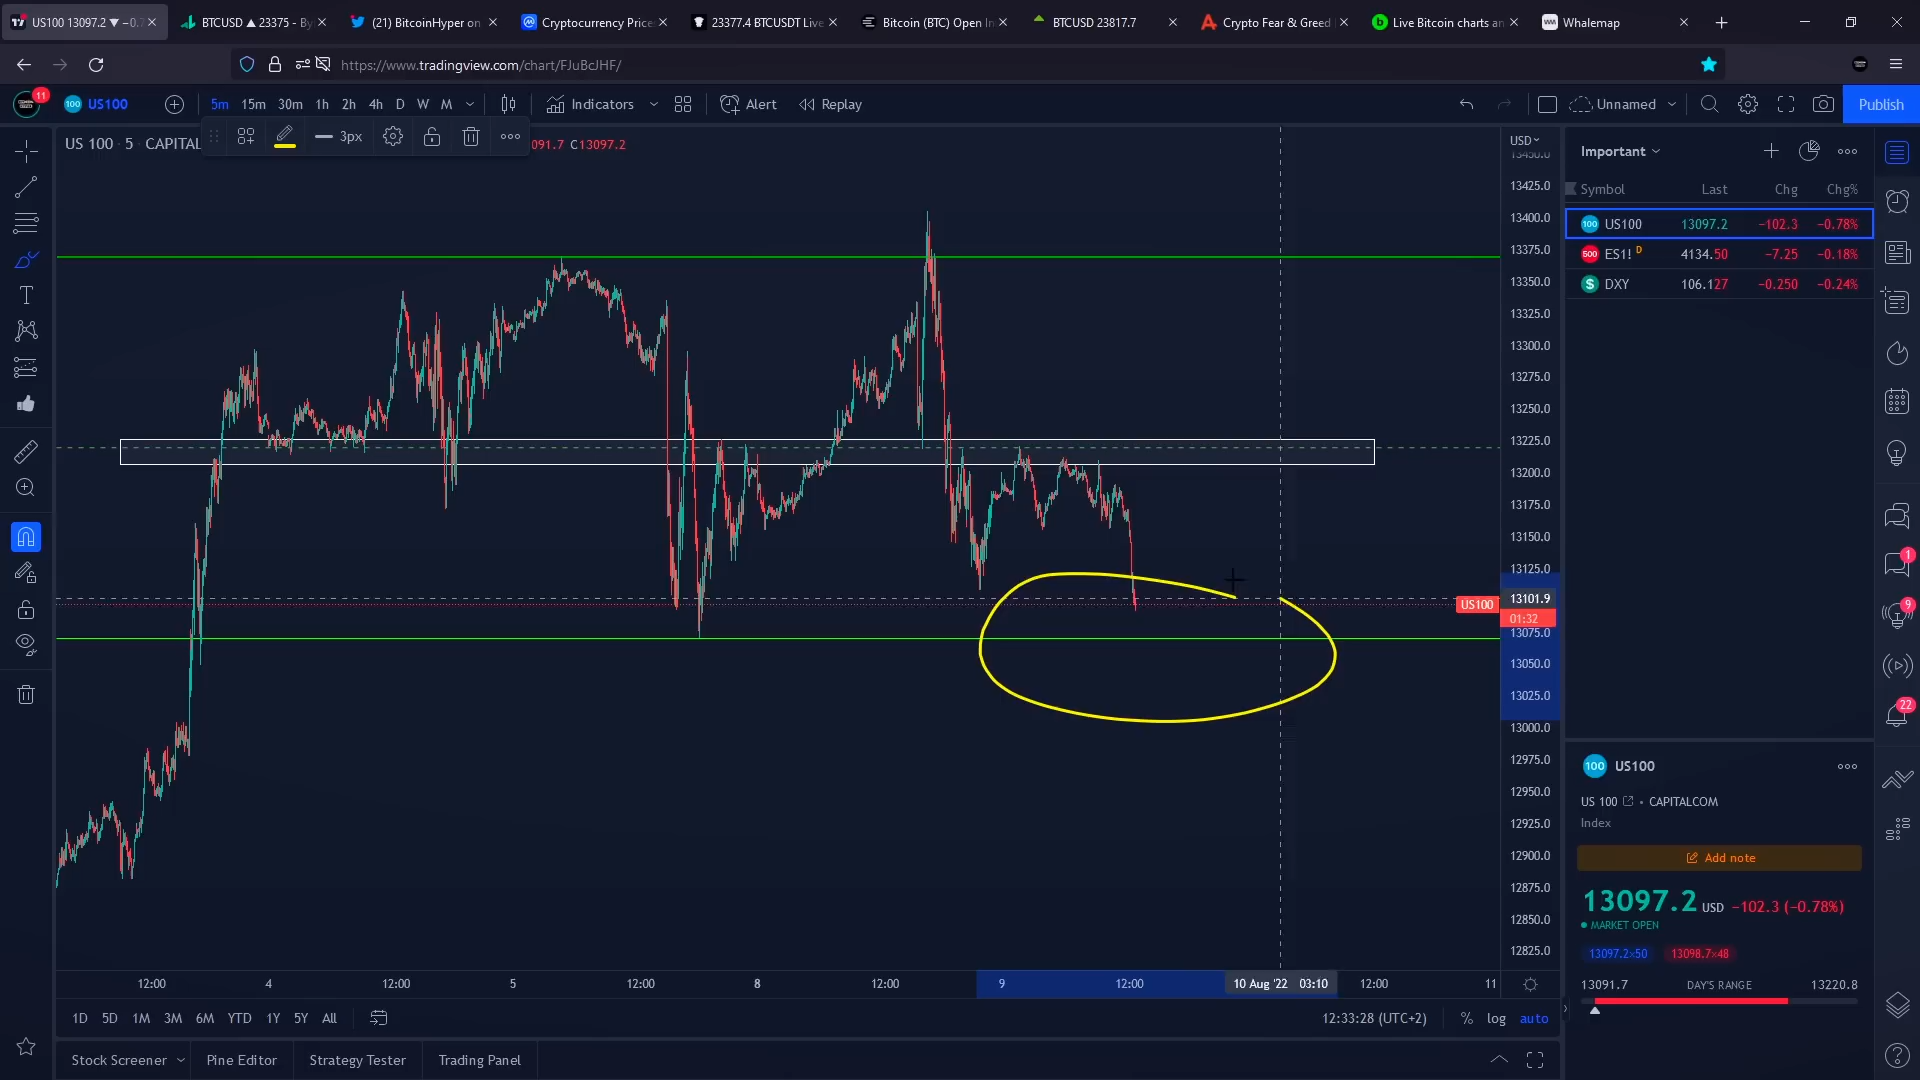 US100 13097.2 ▼ −0.7
BTCUSD ▲ 23375 - By
(21) BitcoinHyper on
Cryptocurrency Price
23377.4 BTCUSDT Live
Bitcoin (BTC) Open In
BTCUSD 23817.7
Crypto Fear & Greed
Live Bitcoin charts an
Whalemap
https://www.tradingview.com/chart/FJuBcJHF/
11
100 US100
5m 15m 30m 1h 2h 4h D W M
Indicators
Alert
Replay
Unnamed
Publish
US 100 · 5 · CAPITAL
3px
091.7 C13097.2
USD
13450.0
13425.0
13400.0
13375.0
13350.0
13325.0
13300.0
13275.0
13250.0
13225.0
13200.0
13175.0
13150.0
13125.0
13101.9
US100
01:32
13075.0
13050.0
13025.0
13000.0
12975.0
12950.0
12925.0
12900.0
12875.0
12850.0
12825.0
12:00 4 12:00 5 12:00 8 12:00 9 12:00 10 Aug '22 03:10 12:00 11
1D 5D 1M 3M 6M YTD 1Y 5Y All
12:33:28 (UTC+2) % log auto
Stock Screener
Pine Editor
Strategy Tester
Trading Panel
Important
Symbol Last Chg Chg%
100 US100 13097.2 −102.3 −0.78%
500 ES1! D 4134.50 −7.25 −0.18%
$ DXY 106.127 −0.250 −0.24%
1
9
22
100 US100
US 100 • CAPITALCOM
Index
Add note
13097.2 USD −102.3 (−0.78%)
MARKET OPEN
13097.2×50 13098.7×48
13091.7 DAY'S RANGE 13220.8